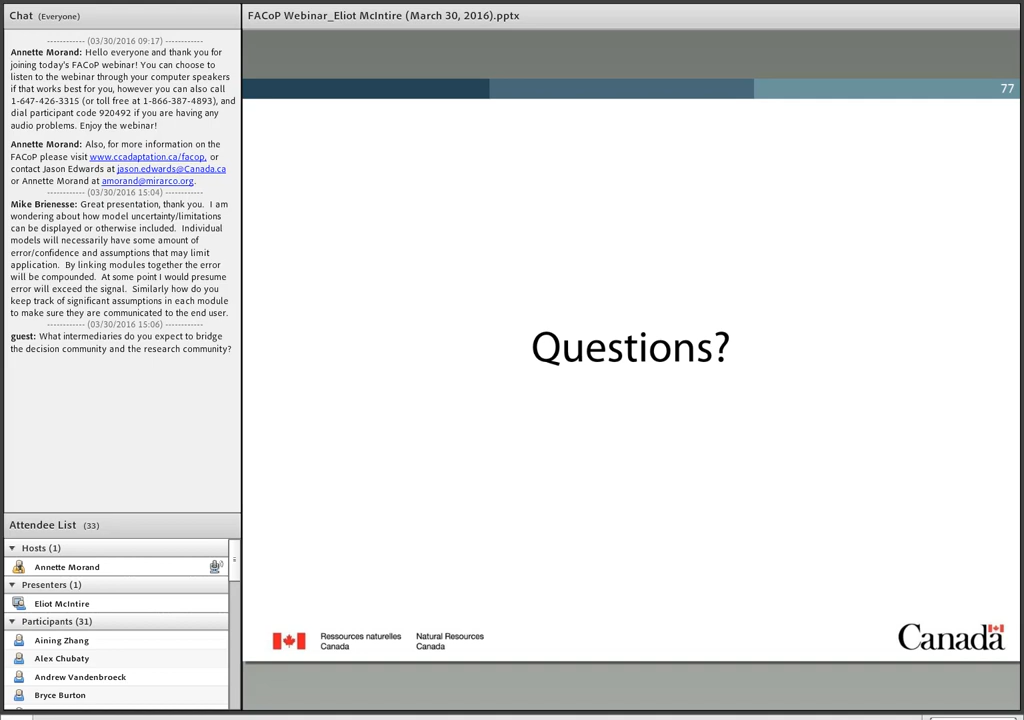 Chat (Everyone)
------------ (03/30/2016 09:17) ------------
Annette Morand: Hello everyone and thank you for
joining today's FACoP webinar! You can choose to
listen to the webinar through your computer speakers
if that works best for you, however you can also call
1-647-426-3315 (or toll free at 1-866-387-4893), and
dial participant code 920492 if you are having any
audio problems. Enjoy the webinar!
Annette Morand: Also, for more information on the
FACoP please visit www.ccadaptation.ca/facop, or
contact Jason Edwards at jason.edwards@Canada.ca
or Annette Morand at amorand@mirarco.org.
------------ (03/30/2016 15:04) ------------
Mike Brienesse: Great presentation, thank you. I am
wondering about how model uncertainty/limitations
can be displayed or otherwise included. Individual
models will necessarily have some amount of
error/confidence and assumptions that may limit
application. By linking modules together the error
will be compounded. At some point I would presume
error will exceed the signal. Similarly how do you
keep track of significant assumptions in each module
to make sure they are communicated to the end user.
------------ (03/30/2016 15:06) ------------
guest: What intermediaries do you expect to bridge
the decision community and the research community?
Attendee List (33)
Hosts (1)
Annette Morand
Presenters (1)
Eliot McIntire
Participants (31)
Aining Zhang
Alex Chubaty
Andrew Vandenbroeck
Bryce Burton
FACoP Webinar_Eliot McIntire (March 30, 2016).pptx
77
Questions?
Ressources naturelles
Canada
Natural Resources
Canada
Canada